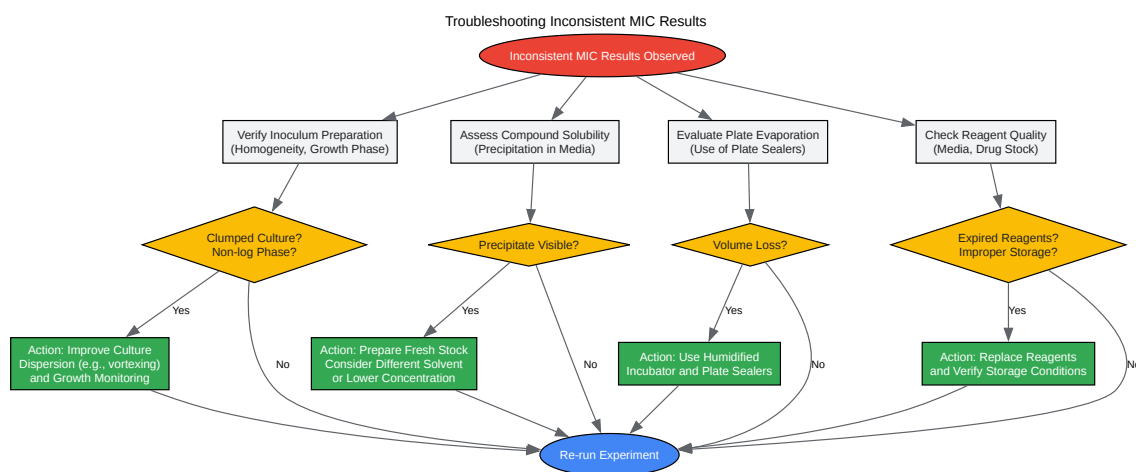 Troubleshooting Inconsistent MIC Results
Inconsistent MIC Results Observed
Verify Inoculum Preparation
(Homogeneity, Growth Phase)
Assess Compound Solubility
(Precipitation in Media)
Evaluate Plate Evaporation
(Use of Plate Sealers)
Check Reagent Quality
(Media, Drug Stock)
Clumped Culture?
Non-log Phase?
Precipitate Visible?
Volume Loss?
Expired Reagents?
Improper Storage?
Yes
Yes
Yes
Yes
Action: Improve Culture
Dispersion (e.g., vortexing)
and Growth Monitoring
No
Action: Prepare Fresh Stock
Consider Different Solvent
or Lower Concentration
No
Action: Use Humidified
Incubator and Plate Sealers
No
Action: Replace Reagents
and Verify Storage Conditions
No
Re-run Experiment